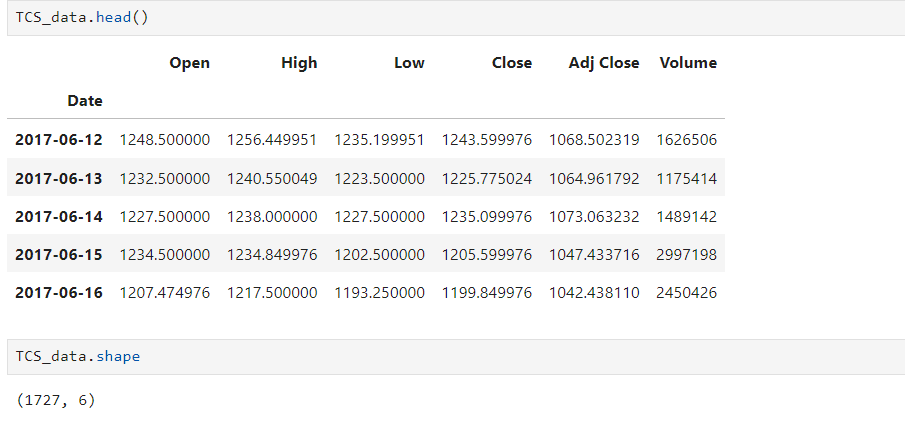 TCS_data.head()
Open High Low Close Adj Close Volume
Date
2017-06-12 1248.500000 1256.449951 1235.199951 1243.599976 1068.502319 1626506
2017-06-13 1232.500000 1240.550049 1223.500000 1225.775024 1064.961792 1175414
2017-06-14 1227.500000 1238.000000 1227.500000 1235.099976 1073.063232 1489142
2017-06-15 1234.500000 1234.849976 1202.500000 1205.599976 1047.433716 2997198
2017-06-16 1207.474976 1217.500000 1193.250000 1199.849976 1042.438110 2450426
TCS_data.shape
(1727, 6)